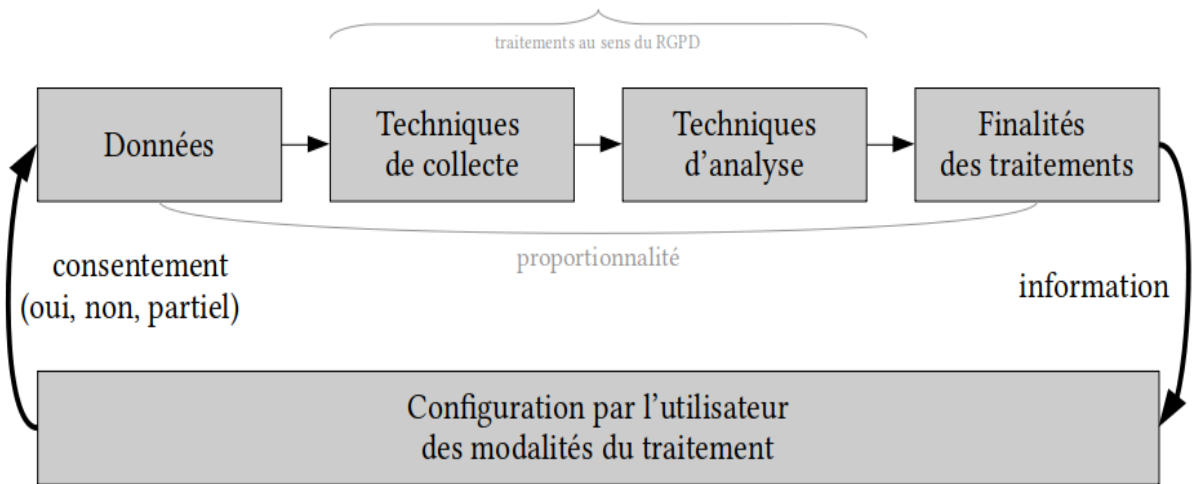 traitements au sens du RGPD
Données
Techniques
de collecte
Techniques
d’analyse
Finalités
des traitements
proportionnalité
consentement
(oui, non, partiel)
information
Configuration par l’utilisateur
des modalités du traitement